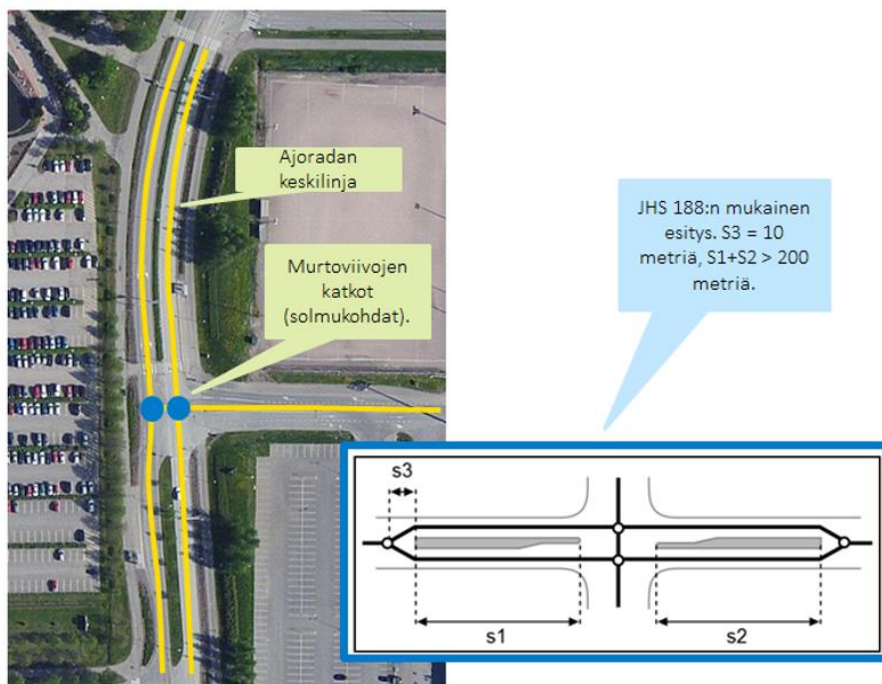 Ajoradan
keskilinja
Murtoviivojen
katkot
(solmukohdat).
JHS 188:n mukainen
esitys. S3 = 10
metriä, S1+S2 > 200
metriä.
s3
s1
s2